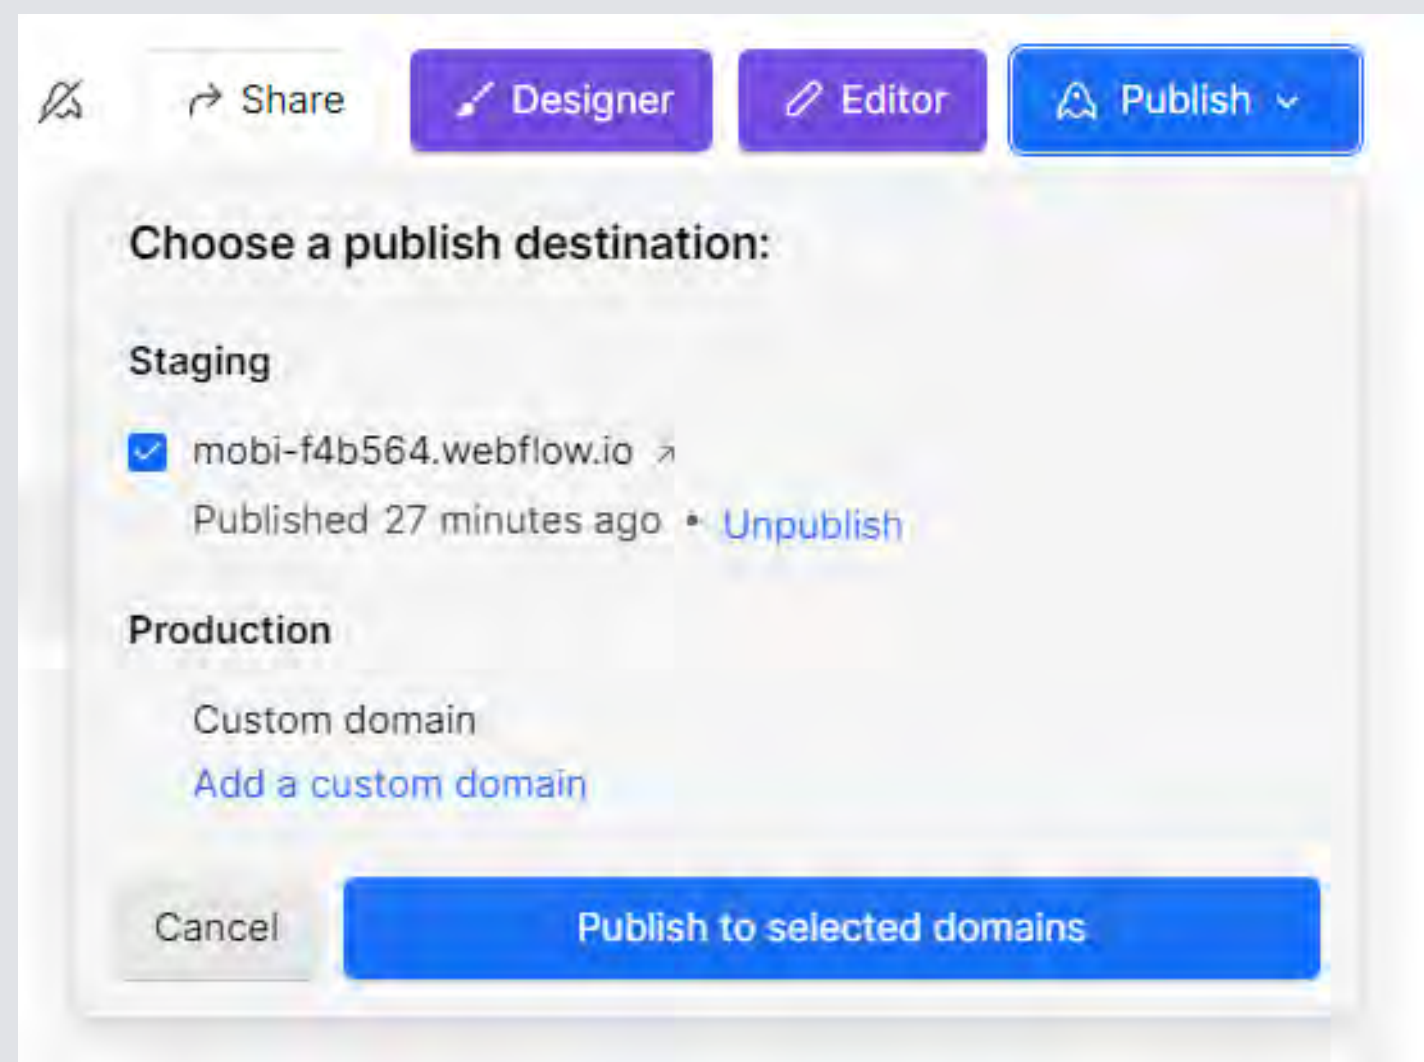 Share Designer Editor Publish
Choose a publish destination:
Staging
mobi-f4b564.webflow.io
Published 27 minutes ago • Unpublish
Production
Custom domain
Add a custom domain
Cancel Publish to selected domains